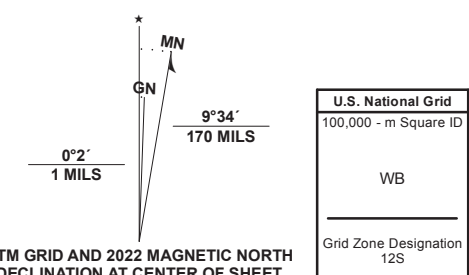 ★
MN
GN
9°34´
170 MILS
0°2´
1 MILS
TM GRID AND 2022 MAGNETIC NORTH
DECLINATION AT CENTER OF SHEET
U.S. National Grid
100,000 - m Square ID
WB
Grid Zone Designation
12S